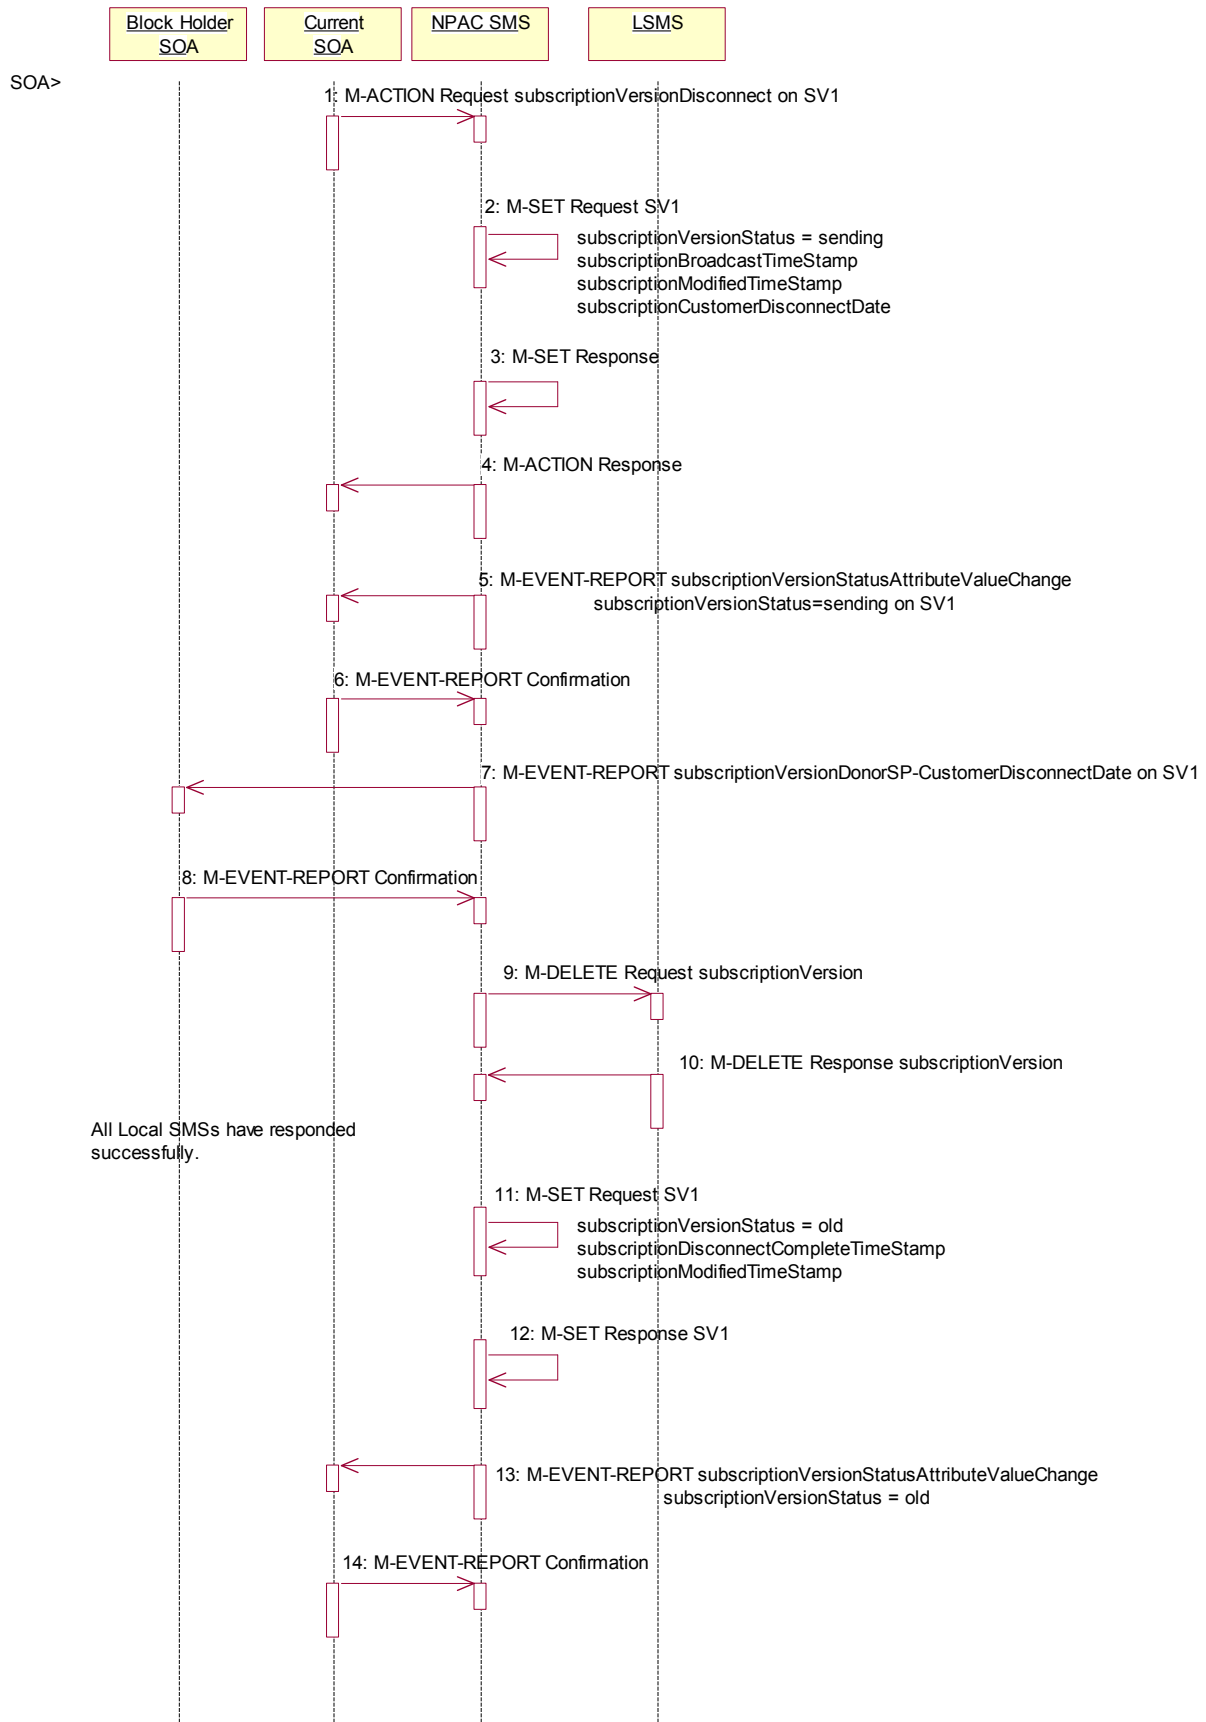 Block Holder
SOA
Current
SOA
NPAC SMS
LSMS
SOA>
1: M-ACTION Request subscriptionVersionDisconnect on SV1
2: M-SET Request SV1
subscriptionVersionStatus = sending
subscriptionBroadcastTimeStamp
subscriptionModifiedTimeStamp
subscriptionCustomerDisconnectDate
3: M-SET Response
4: M-ACTION Response
5: M-EVENT-REPORT subscriptionVersionStatusAttributeValueChange
subscriptionVersionStatus=sending on SV1
6: M-EVENT-REPORT Confirmation
7: M-EVENT-REPORT subscriptionVersionDonorSP-CustomerDisconnectDate on SV1
8: M-EVENT-REPORT Confirmation
9: M-DELETE Request subscriptionVersion
10: M-DELETE Response subscriptionVersion
All Local SMSs have responded
successfully.
11: M-SET Request SV1
subscriptionVersionStatus = old
subscriptionDisconnectCompleteTimeStamp
subscriptionModifiedTimeStamp
12: M-SET Response SV1
13: M-EVENT-REPORT subscriptionVersionStatusAttributeValueChange
subscriptionVersionStatus = old
14: M-EVENT-REPORT Confirmation